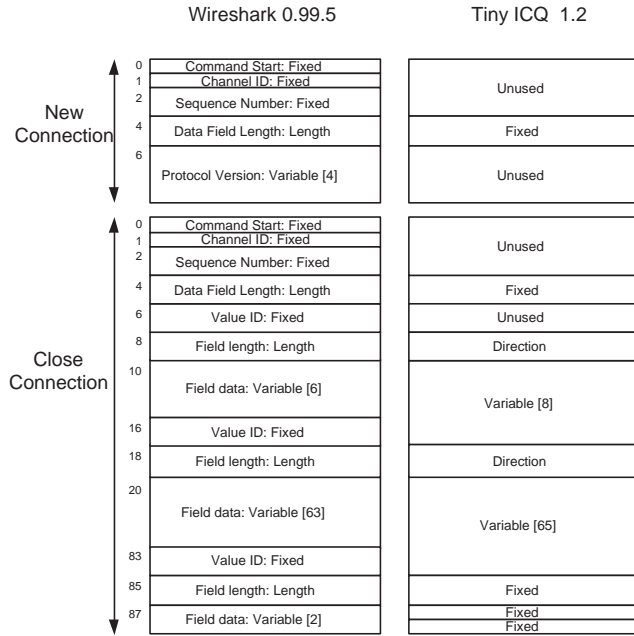 Wireshark 0.99.5
Tiny ICQ 1.2
New
Connection
0
Command Start: Fixed
1
Channel ID: Fixed
2
Sequence Number: Fixed
Unused
4
Data Field Length: Length
Fixed
6
Protocol Version: Variable [4]
Unused
Close
Connection
0
Command Start: Fixed
1
Channel ID: Fixed
2
Sequence Number: Fixed
Unused
4
Data Field Length: Length
Fixed
6
Value ID: Fixed
Unused
8
Field length: Length
Direction
10
Field data: Variable [6]
Variable [8]
16
Value ID: Fixed
18
Field length: Length
Direction
20
Field data: Variable [63]
Variable [65]
83
Value ID: Fixed
85
Field length: Length
Fixed
87
Field data: Variable [2]
Fixed
Fixed